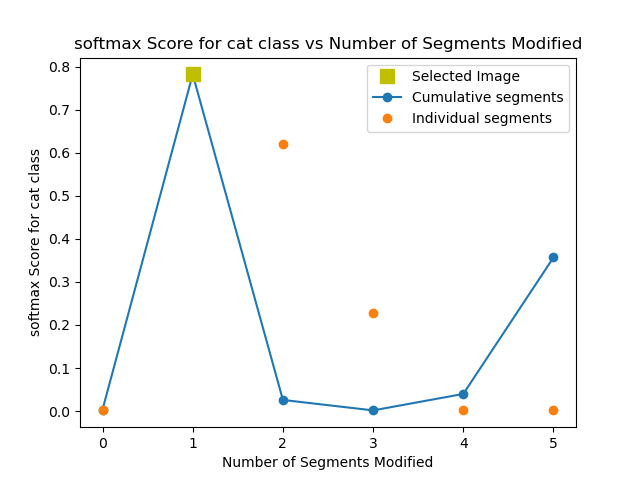 softmax Score for cat class vs Number of Segments Modified
Selected Image
Cumulative segments
Individual segments
softmax Score for cat class
0.8
0.7
0.6
0.5
0.4
0.3
0.2
0.1
0.0
0 1 2 3 4 5
Number of Segments Modified